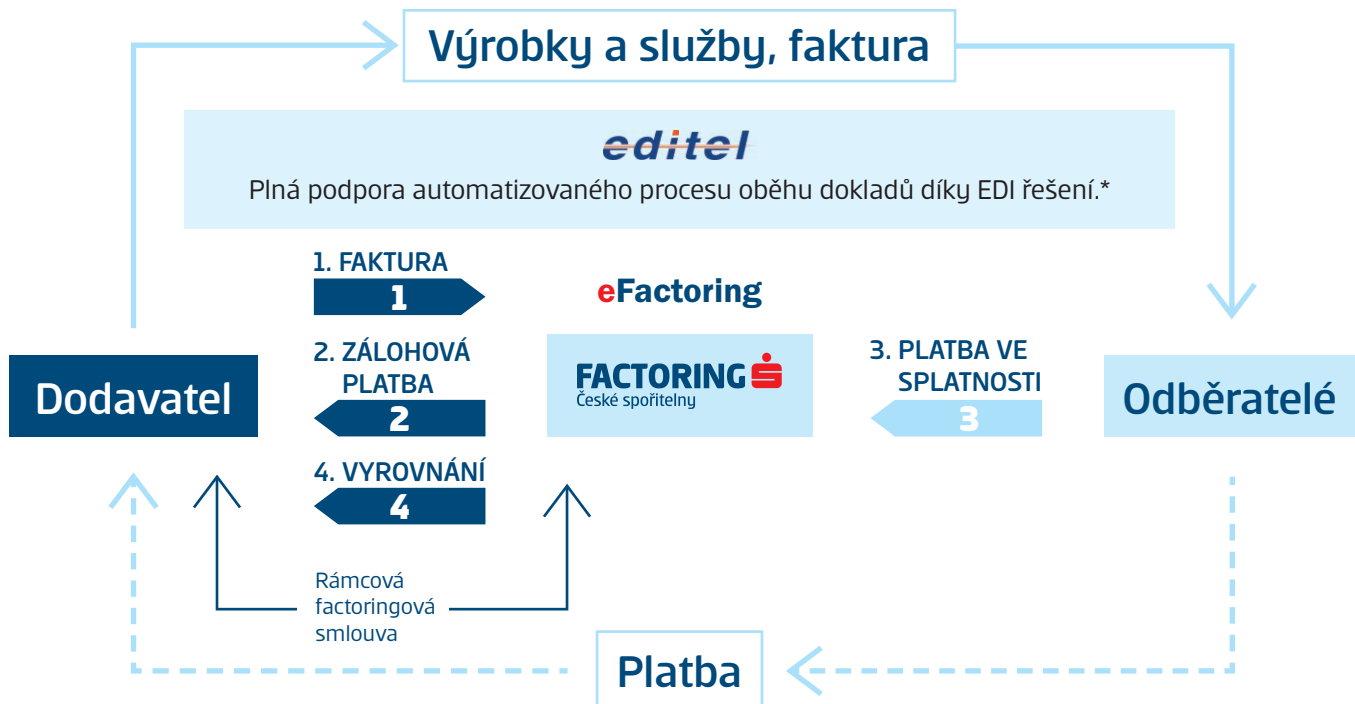 Výrobky a služby, faktura
editel
Plná podpora automatizovaného procesu oběhu dokladů díky EDI řešení.*
1. FAKTURA
1
eFactoring
Dodavatel
2. ZÁLOHOVÁ
PLATBA
2
FACTORING
České spořitelny
3. PLATBA VE
SPLATNOSTI
3
Odběratelé
4. VYROVNÁNÍ
4
Rámcová
factoringová
smlouva
Platba